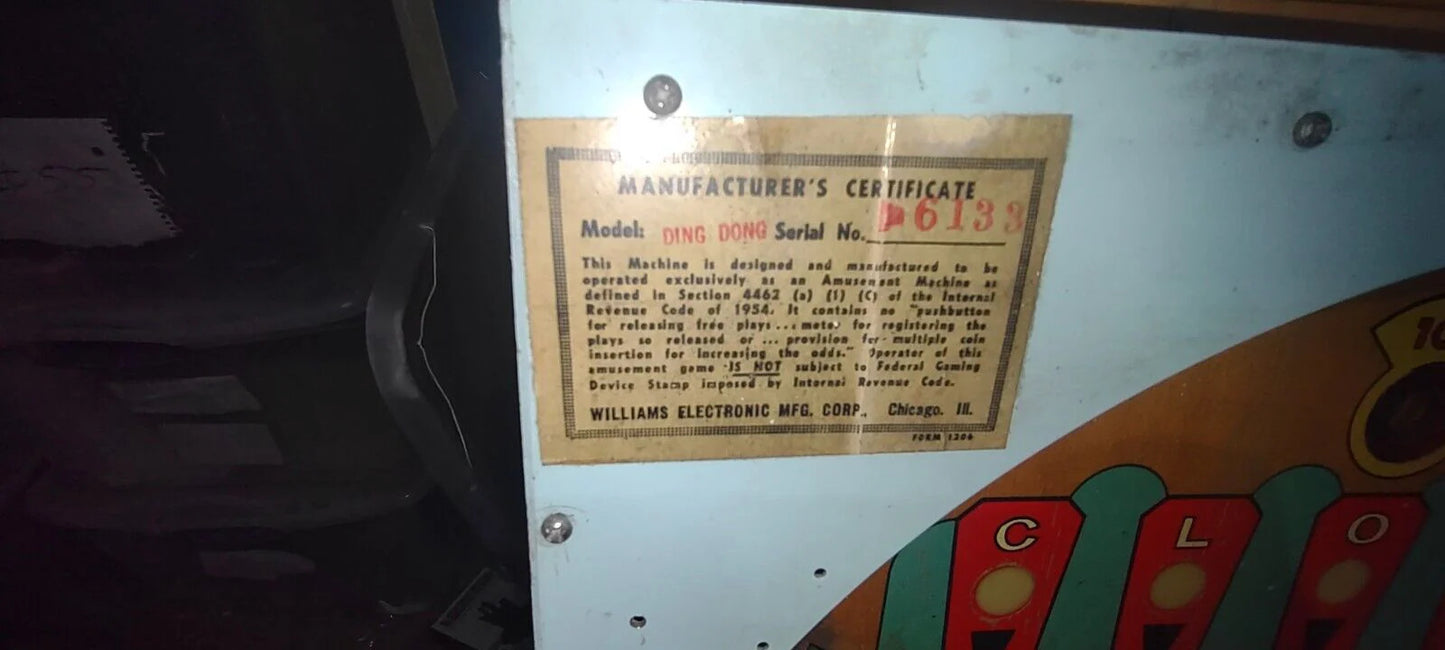 MANUFACTURER'S CERTIFICATE
Model: DING DONG Serial No. 6133
This Machine is designed and manufactured to be
operated exclusively as an Amusement Machine as
defined in Section 4462 (a) (1) (C) of the Internal
Revenue Code of 1954. It contains no "pushbutton
for releasing free plays ... meter for registering the
plays so released or ... provision for multiple coin
insertion for increasing the odds." Operator of this
amusement game IS NOT subject to Federal Gaming
Device Stamp imposed by Internal Revenue Code.
WILLIAMS ELECTRONIC MFG. CORP., Chicago. Ill.
FORM 1206
10
C L O